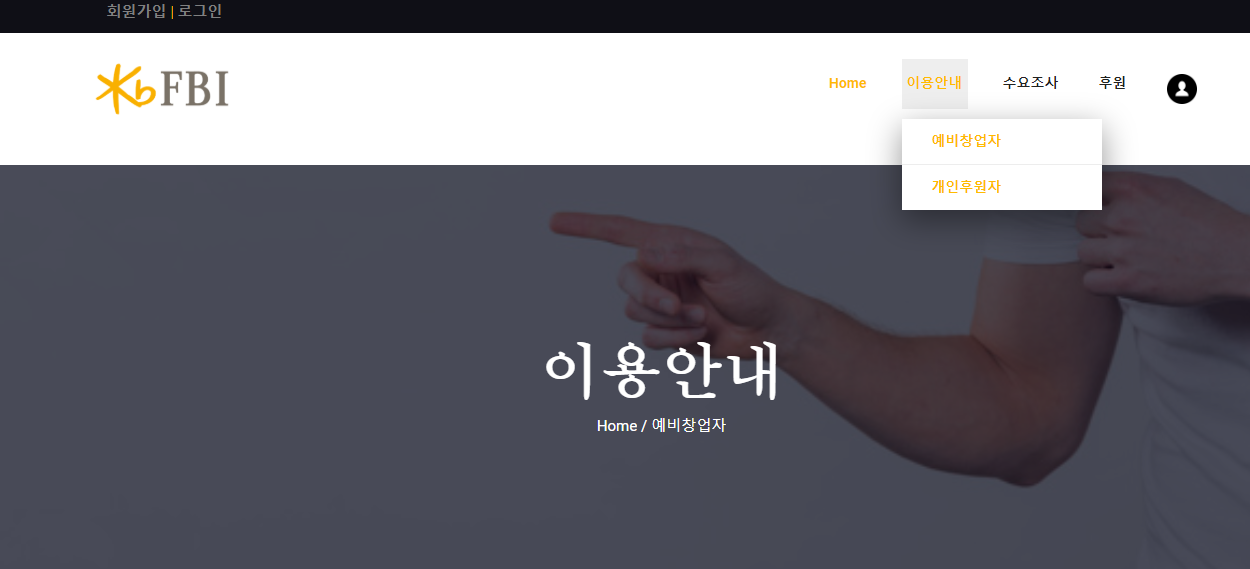 회원가입 | 로그인
Kb FBI
Home 이용안내 수요조사 후원
예비창업자
개인후원자
이용안내
Home / 예비창업자